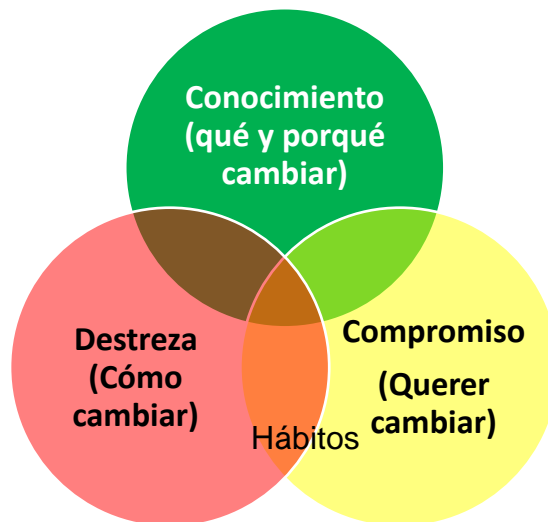 Conocimiento
(qué y porqué
cambiar)
Destreza
(Cómo
cambiar)
Compromiso
(Querer
cambiar)
Hábitos